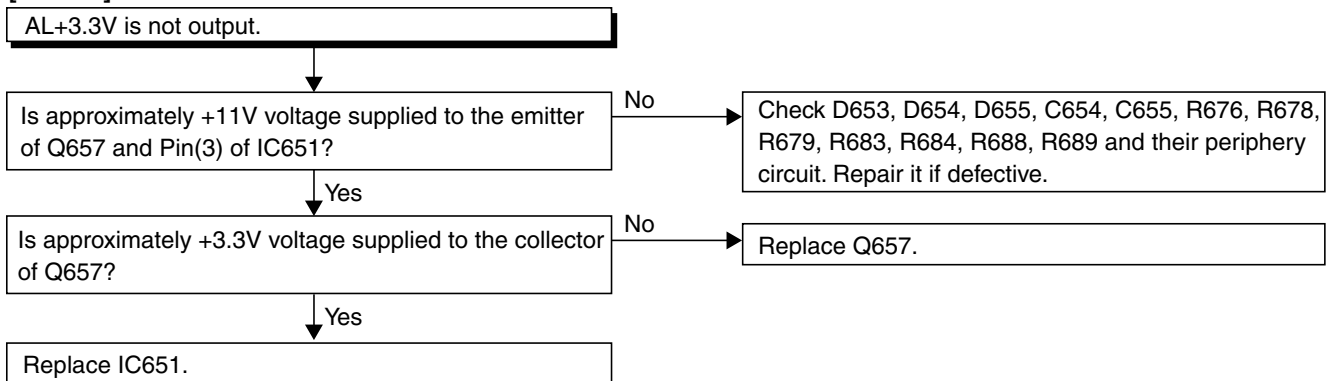 AL+3.3V is not output.
Is approximately +11V voltage supplied to the emitter
of Q657 and Pin(3) of IC651?
No
Check D653, D654, D655, C654, C655, R676, R678,
R679, R683, R684, R688, R689 and their periphery
circuit. Repair it if defective.
Yes
Is approximately +3.3V voltage supplied to the collector
of Q657?
No
Replace Q657.
Yes
Replace IC651.